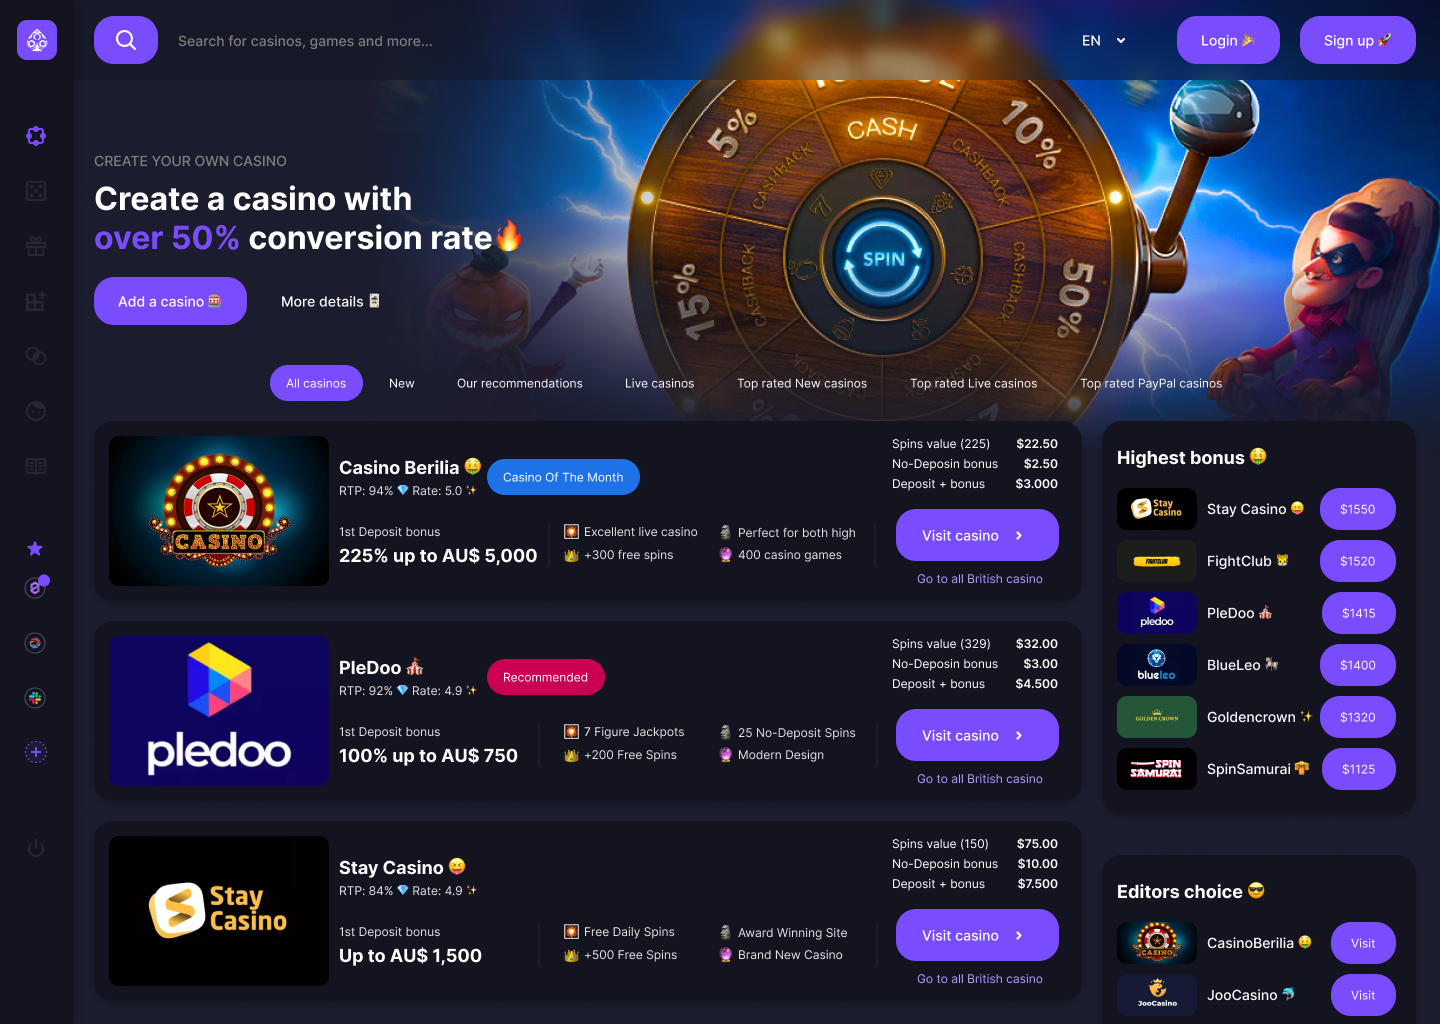 Search for casinos, games and more...
EN
Login
Sign up
CASH
5%
10%
CASHBACK
CASHBACK
15%
CASHBACK
SPIN
CASHBACK
50%
7
CREATE YOUR OWN CASINO
Create a casino with
over 50% conversion rate
Add a casino
More details
All casinos
New
Our recommendations
Live casinos
Top rated New casinos
Top rated Live casinos
Top rated PayPal casinos
CASINO
Casino Berilia
Casino Of The Month
RTP: 94% Rate: 5.0
1st Deposit bonus
225% up to AU$ 5,000
Excellent live casino
+300 free spins
Perfect for both high
400 casino games
Spins value (225) $22.50
No-Deposin bonus $2.50
Deposit + bonus $3.000
Visit casino
Go to all British casino
pledoo
PleDoo
Recommended
RTP: 92% Rate: 4.9
1st Deposit bonus
100% up to AU$ 750
7 Figure Jackpots
+200 Free Spins
25 No-Deposit Spins
Modern Design
Spins value (329) $32.00
No-Deposin bonus $3.00
Deposit + bonus $4.500
Visit casino
Go to all British casino
Stay
Casino
Stay Casino
RTP: 84% Rate: 4.9
1st Deposit bonus
Up to AU$ 1,500
Free Daily Spins
+500 Free Spins
Award Winning Site
Brand New Casino
Spins value (150) $75.00
No-Deposin bonus $10.00
Deposit + bonus $7.500
Visit casino
Go to all British casino
Highest bonus
Stay
Casino
Stay Casino
$1550
FIGHTCLUB
FightClub
$1520
pledoo
PleDoo
$1415
blueleo
BlueLeo
$1400
GOLDEN CROWN
Goldencrown
$1320
SPIN
SAMURAI
SpinSamurai
$1125
Editors choice
CASINO
CasinoBerilia
Visit
JooCasino
JooCasino
Visit